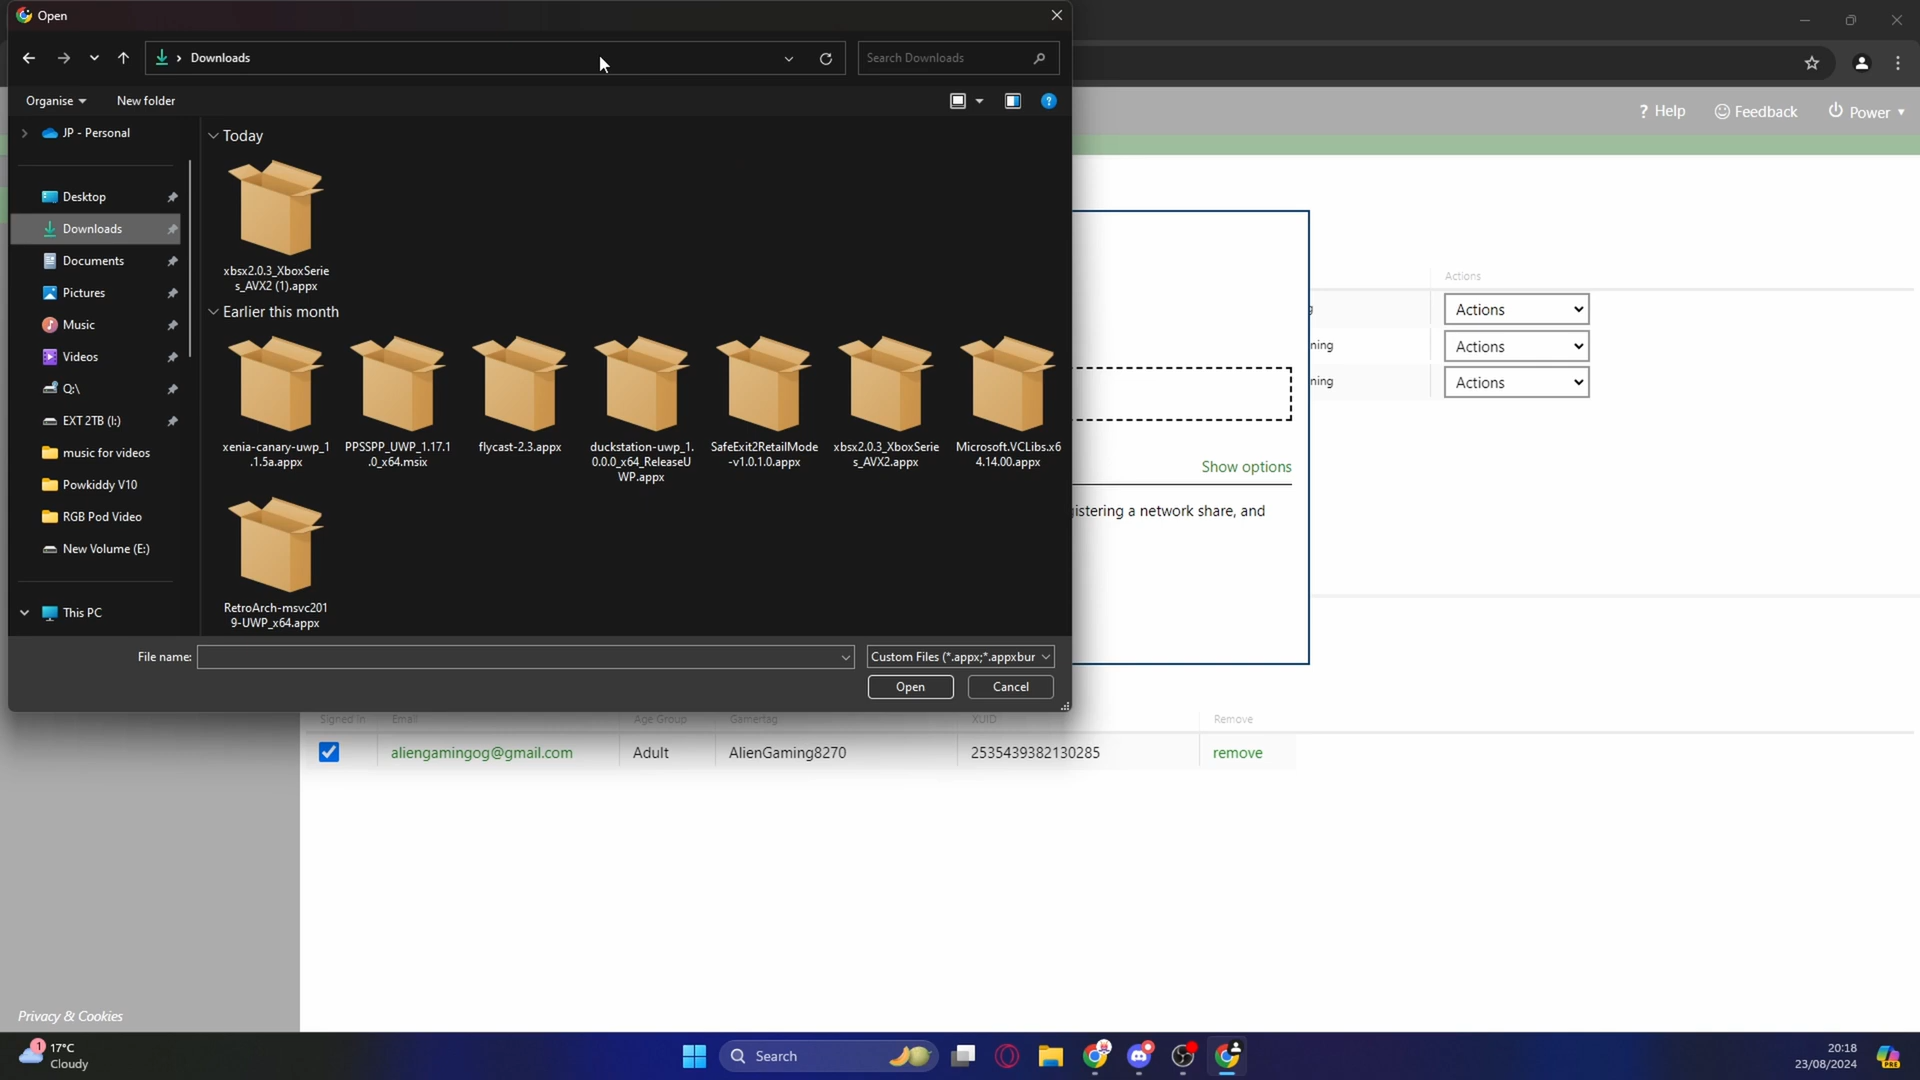 Open
Downloads
Search Downloads
Organise
New folder
? Help
Feedback
Power
JP - Personal
Desktop
Downloads
Documents
Pictures
Music
Videos
Q:\
EXT 2TB (I:)
music for videos
Powkiddy V10
RGB Pod Video
New Volume (E:)
This PC
Today
xbsx2.0.3_XboxSerie
s_AVX2 (1).appx
Earlier this month
xenia-canary-uwp_1
.1.5a.appx
PPSSPP_UWP_1.17.1
.0_x64.msix
flycast-2.3.appx
duckstation-uwp_1.
0.0.0_x64_ReleaseU
WP.appx
SafeExit2RetailMode
-v1.0.1.0.appx
xbsx2.0.3_XboxSerie
s_AVX2.appx
Microsoft.VCLibs.x6
4.14.00.appx
RetroArch-msvc201
9-UWP_x64.appx
File name:
Custom Files (*.appx;*.appxbur
Open
Cancel
Actions
Actions
ning
Actions
ning
Actions
Show options
istering a network share, and
Signed in
Email
Age Group
Gamertag
XUID
Remove
aliengamingog@gmail.com
Adult
AlienGaming8270
2535439382130285
remove
Privacy & Cookies
1
17°C
Cloudy
Search
20:18
23/08/2024
PRE